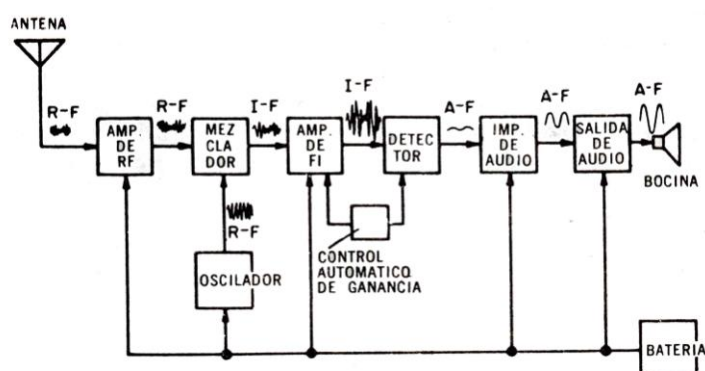 ANTENA
R-F
R-F
I-F
I-F
A-F
A-F
A-F
AMP.
DE
RF
MEZ
CLA
DOR
AMP.
DE
FI
DETEC
TOR
IMP.
DE
AUDIO
SALIDA
DE
AUDIO
BOCINA
R-F
OSCILADOR
CONTROL
AUTOMATICO
DE GANANCIA
BATERIA